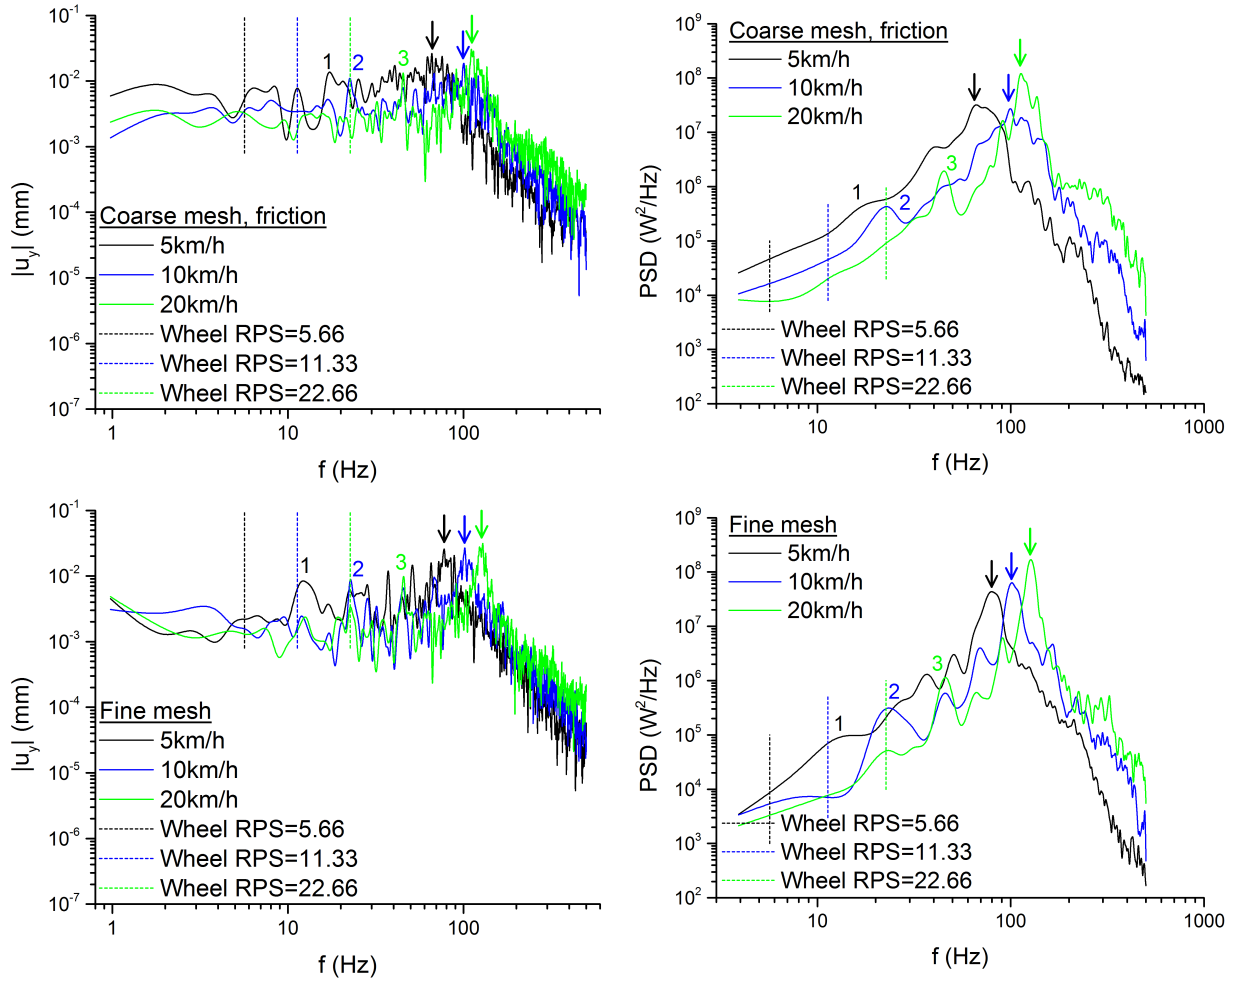 10⁻¹
10⁻²
10⁻³
10⁻⁴
10⁻⁵
10⁻⁶
10⁻⁷
|u_y| (mm)
1
2
3
Coarse mesh, friction
5km/h
10km/h
20km/h
Wheel RPS=5.66
Wheel RPS=11.33
Wheel RPS=22.66
1
10
100
f (Hz)
10⁹
10⁸
10⁷
10⁶
10⁵
10⁴
10³
10²
PSD (W²/Hz)
Coarse mesh, friction
5km/h
10km/h
20km/h
1
2
3
Wheel RPS=5.66
Wheel RPS=11.33
Wheel RPS=22.66
10
100
1000
f (Hz)
10⁻¹
10⁻²
10⁻³
10⁻⁴
10⁻⁵
10⁻⁶
10⁻⁷
|u_y| (mm)
1
2
3
Fine mesh
5km/h
10km/h
20km/h
Wheel RPS=5.66
Wheel RPS=11.33
Wheel RPS=22.66
1
10
100
f (Hz)
10⁹
10⁸
10⁷
10⁶
10⁵
10⁴
10³
10²
PSD (W²/Hz)
Fine mesh
5km/h
10km/h
20km/h
1
2
3
Wheel RPS=5.66
Wheel RPS=11.33
Wheel RPS=22.66
10
100
1000
f (Hz)